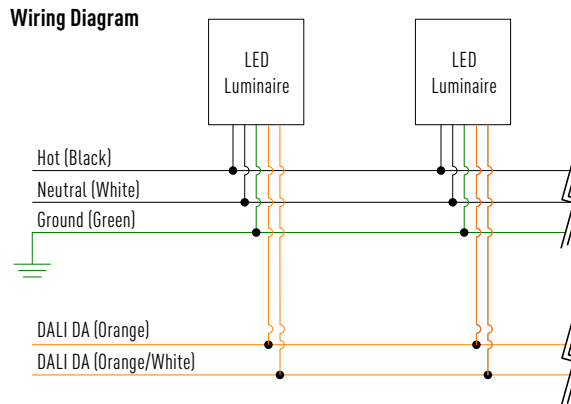 Wiring Diagram
LED
Luminaire
LED
Luminaire
Hot (Black)
Neutral (White)
Ground (Green)
DALI DA (Orange)
DALI DA (Orange/White)